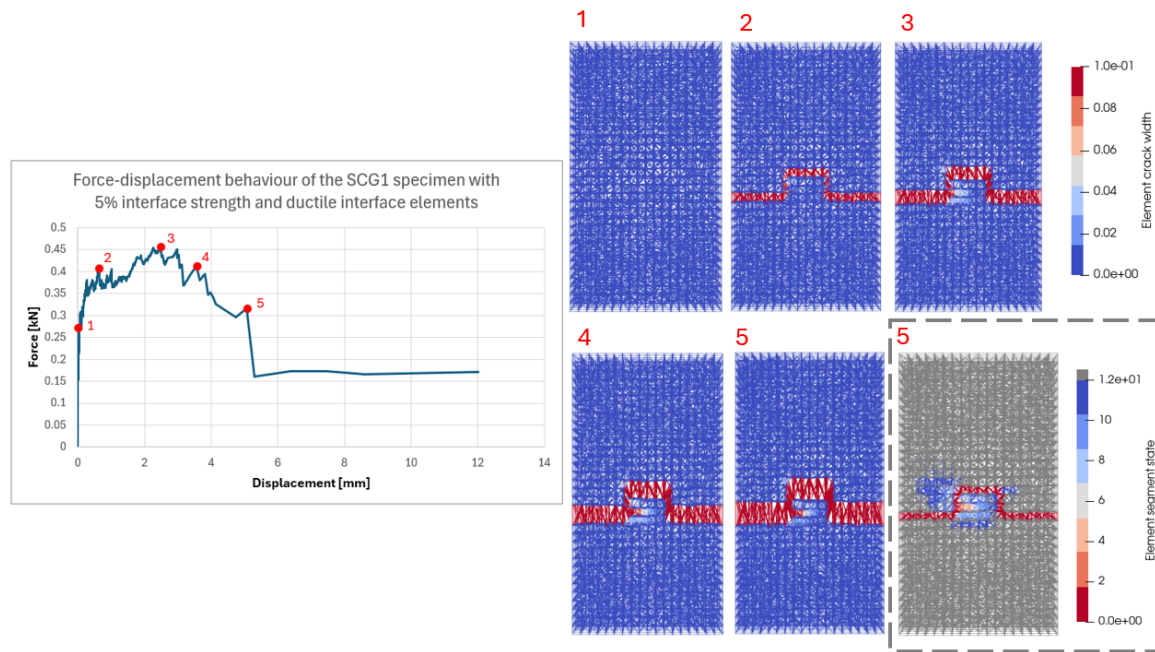 Force-displacement behaviour of the SCG1 specimen with
5% interface strength and ductile interface elements
Force [kN]
0.5
0.45
0.4
0.35
0.3
0.25
0.2
0.15
0.1
0.05
0
1
2
3
4
5
0 2 4 6 8 10 12 14
Displacement [mm]
1
2
3
1.0e-01
0.08
0.06
0.04
0.02
0.0e+00
Element crack width
4
5
5
1.2e+01
10
8
6
4
2
0.0e+00
Element segment state